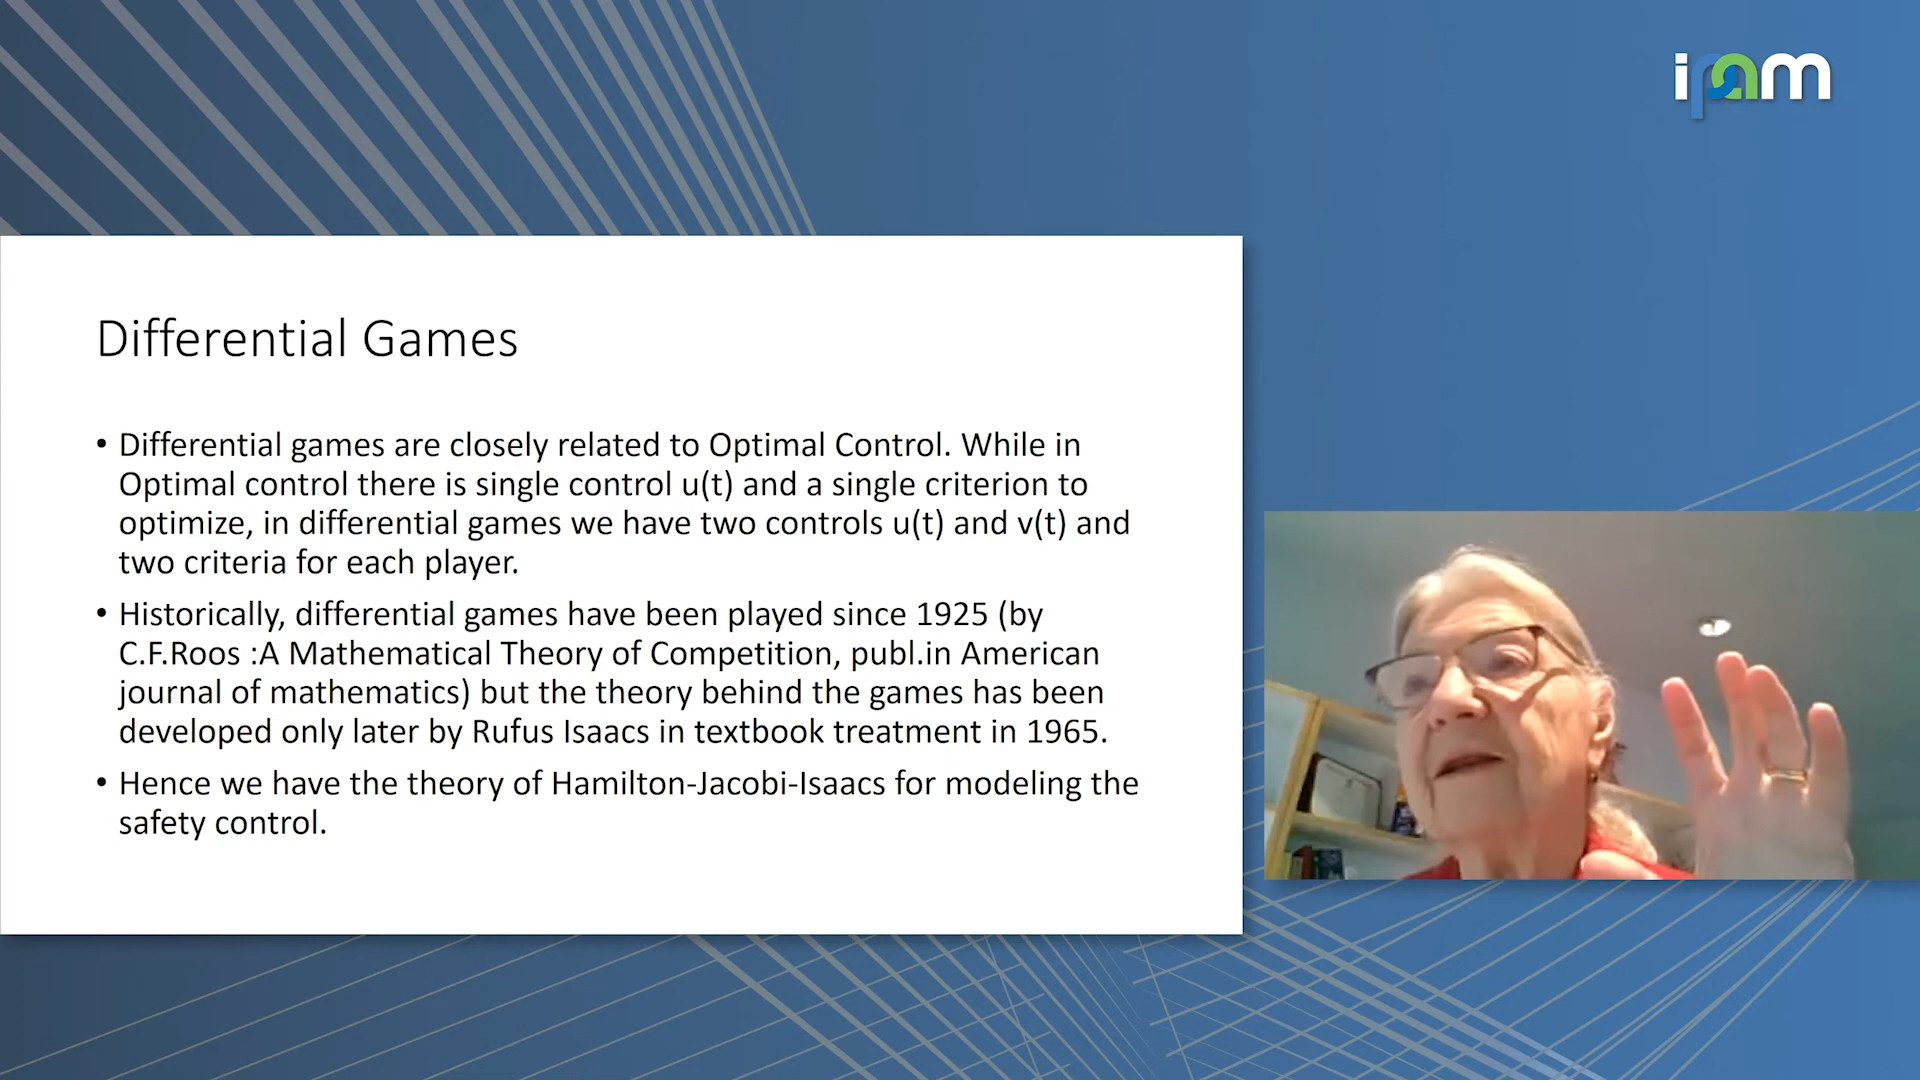 ipam
Differential Games
• Differential games are closely related to Optimal Control. While in
Optimal control there is single control u(t) and a single criterion to
optimize, in differential games we have two controls u(t) and v(t) and
two criteria for each player.
• Historically, differential games have been played since 1925 (by
C.F.Roos :A Mathematical Theory of Competition, publ.in American
journal of mathematics) but the theory behind the games has been
developed only later by Rufus Isaacs in textbook treatment in 1965.
• Hence we have the theory of Hamilton-Jacobi-Isaacs for modeling the
safety control.